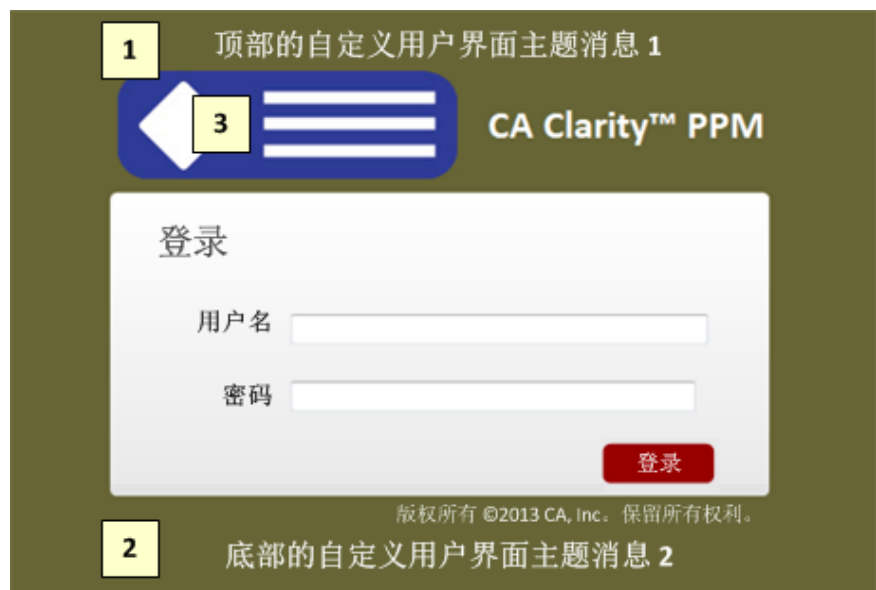 1
顶部的自定义用户界面主题消息 1
3
CA Clarity™ PPM
登录
用户名
密码
登录
版权所有 ©2013 CA, Inc。保留所有权利。
2
底部的自定义用户界面主题消息 2